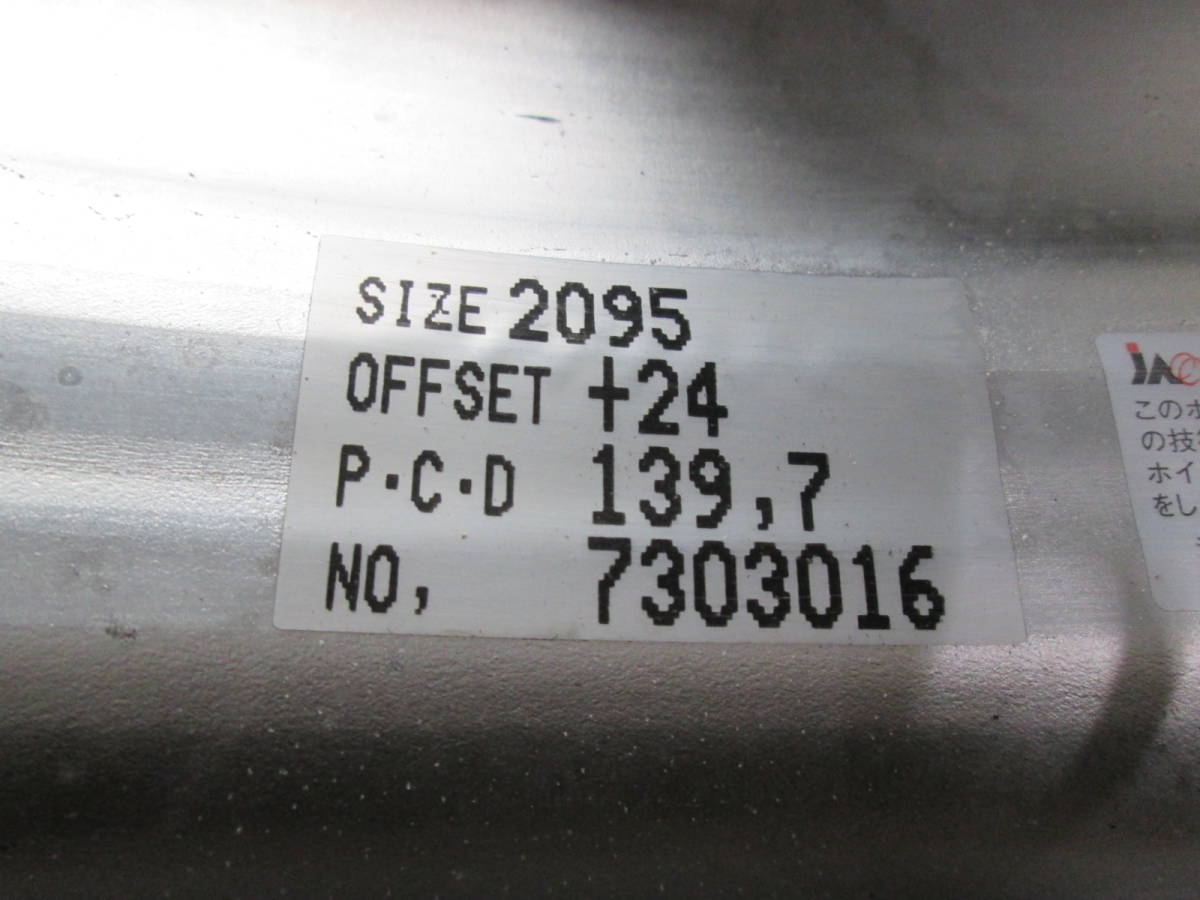 SIZE 2095
OFFSET +24
P・C・D 139,7
NO, 7303016
このホ
の技
ホイ
をし